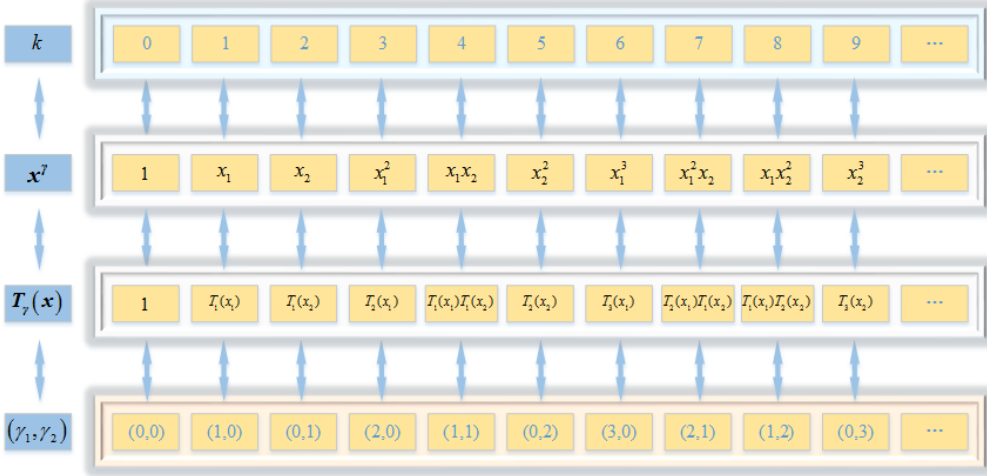 k 0 1 2 3 4 5 6 7 8 9 ...
x^γ 1 x₁ x₂ x₁² x₁x₂ x₂² x₁³ x₁²x₂ x₁x₂² x₂³ ...
T_γ(x) 1 T₁(x₁) T₁(x₂) T₂(x₁) T₁(x₁)T₁(x₂) T₂(x₂) T₃(x₁) T₂(x₁)T₁(x₂) T₁(x₁)T₂(x₂) T₃(x₂) ...
(γ₁,γ₂) (0,0) (1,0) (0,1) (2,0) (1,1) (0,2) (3,0) (2,1) (1,2) (0,3) ...